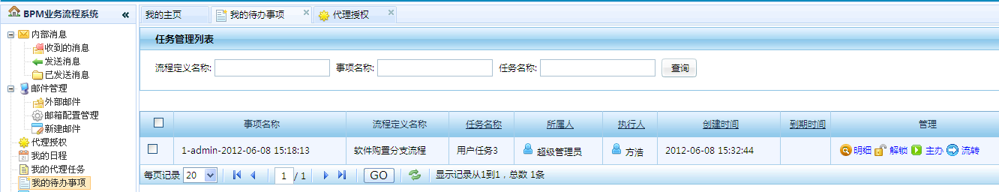 BPM业务流程系统 «
内部消息
收到的消息
发送消息
已发送消息
邮件管理
外部邮件
邮箱配置管理
新建邮件
代理授权
我的日程
我的代理任务
我的待办事项
我的主页 我的待办事项 代理授权
任务管理列表
流程定义名称: 事项名称: 任务名称: 查询
事项名称 流程定义名称 任务名称 所属人 执行人 创建时间 到期时间 管理
1-admin-2012-06-08 15:18:13 软件购置分支流程 用户任务3 超级管理员 方浩 2012-06-08 15:32:44 明细 解锁 主办 流转
每页记录 20 1 / 1 GO 显示记录从1到1，总数 1条